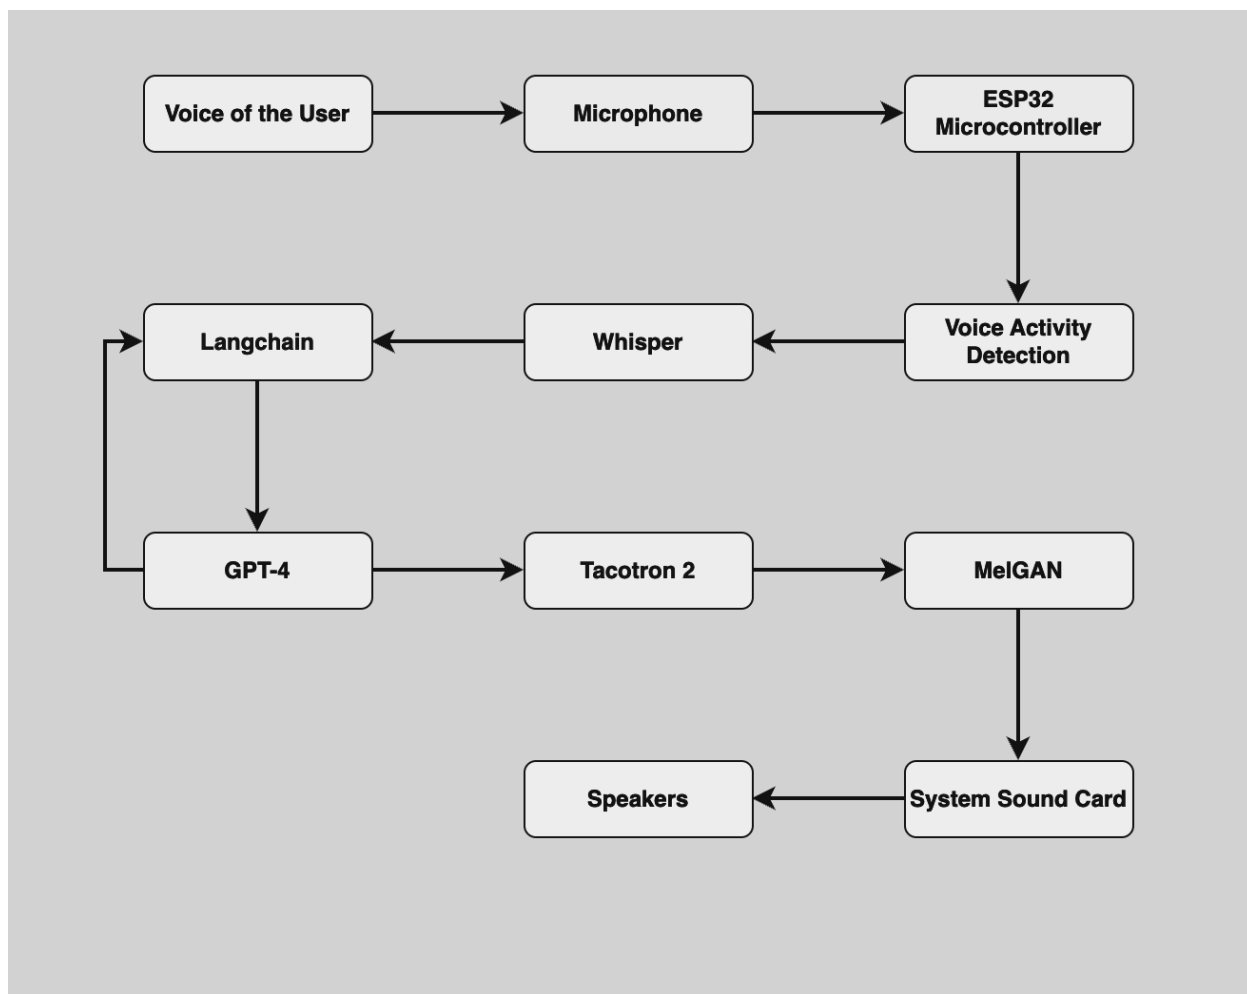 Voice of the User
Microphone
ESP32
Microcontroller
Langchain
Whisper
Voice Activity
Detection
GPT-4
Tacotron 2
MelGAN
Speakers
System Sound Card